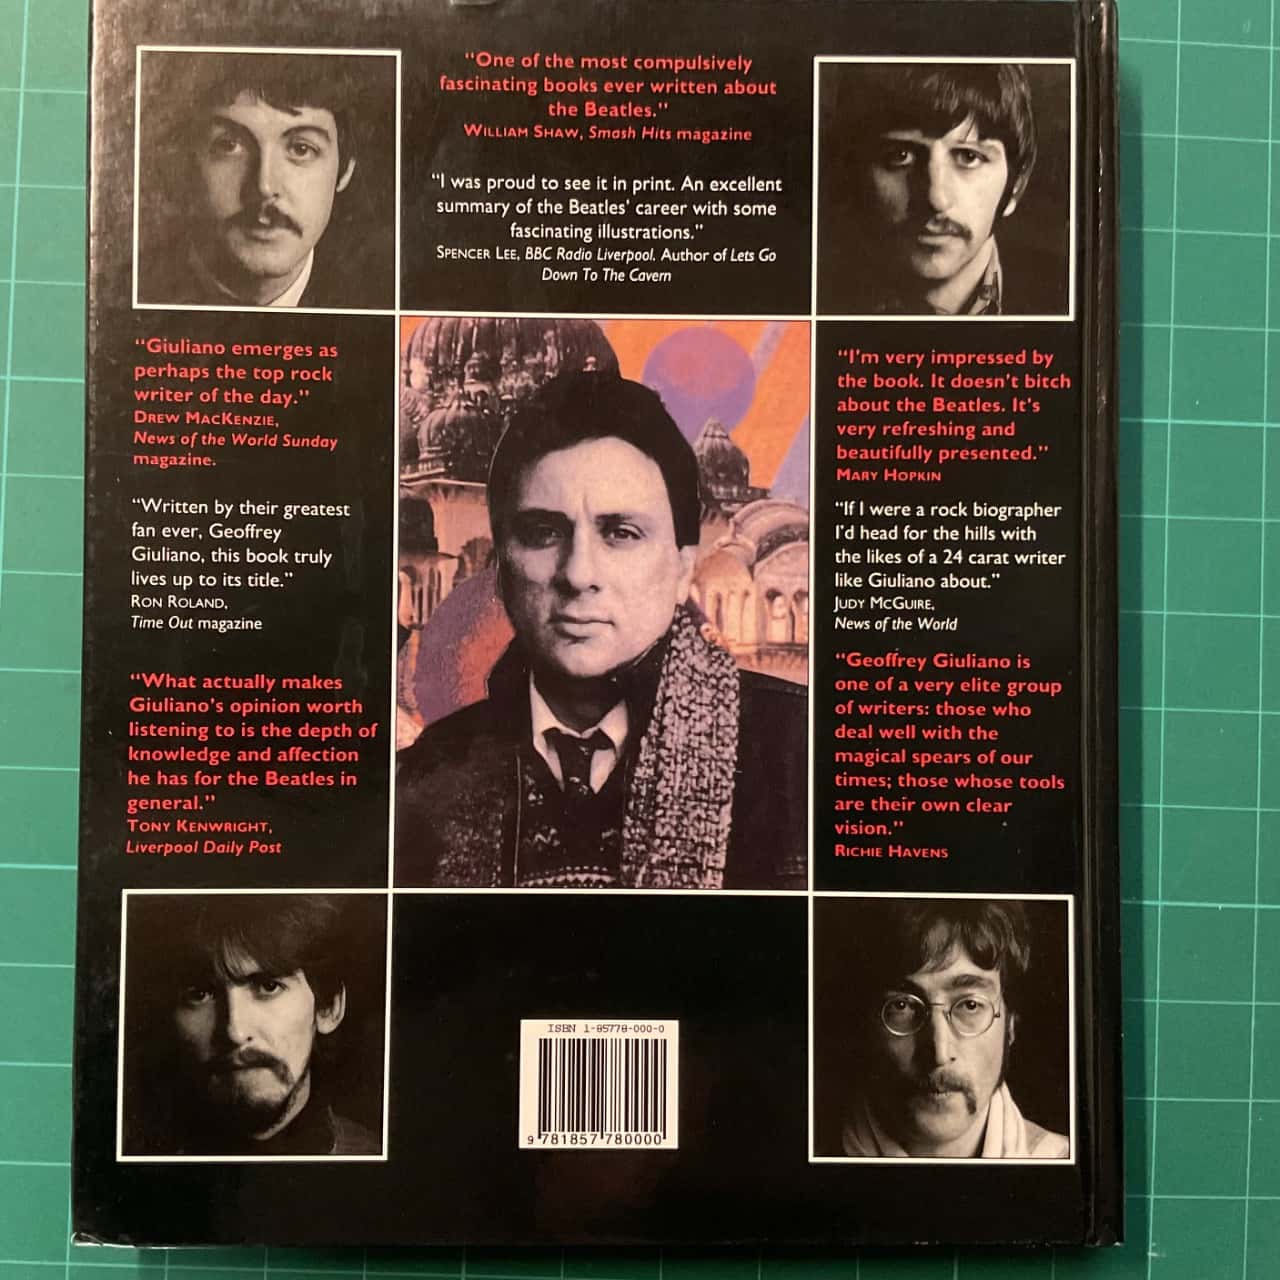 “One of the most compulsively
fascinating books ever written about
the Beatles.”
WILLIAM SHAW, Smash Hits magazine
“I was proud to see it in print. An excellent
summary of the Beatles' career with some
fascinating illustrations.”
SPENCER LEE, BBC Radio Liverpool. Author of Lets Go
Down To The Cavern
“Giuliano emerges as
perhaps the top rock
writer of the day.”
DREW MACKENZIE,
News of the World Sunday
magazine.
“Written by their greatest
fan ever, Geoffrey
Giuliano, this book truly
lives up to its title.”
RON ROLAND,
Time Out magazine
“What actually makes
Giuliano's opinion worth
listening to is the depth of
knowledge and affection
he has for the Beatles in
general.”
TONY KENWRIGHT,
Liverpool Daily Post
“I'm very impressed by
the book. It doesn't bitch
about the Beatles. It's
very refreshing and
beautifully presented.”
MARY HOPKIN
“If I were a rock biographer
I'd head for the hills with
the likes of a 24 carat writer
like Giuliano about.”
JUDY MCGUIRE,
News of the World
“Geoffrey Giuliano is
one of a very elite group
of writers: those who
deal well with the
magical spears of our
times; those whose tools
are their own clear
vision.”
RICHIE HAVENS
ISBN 1-85778-000-0
9 781857 780000